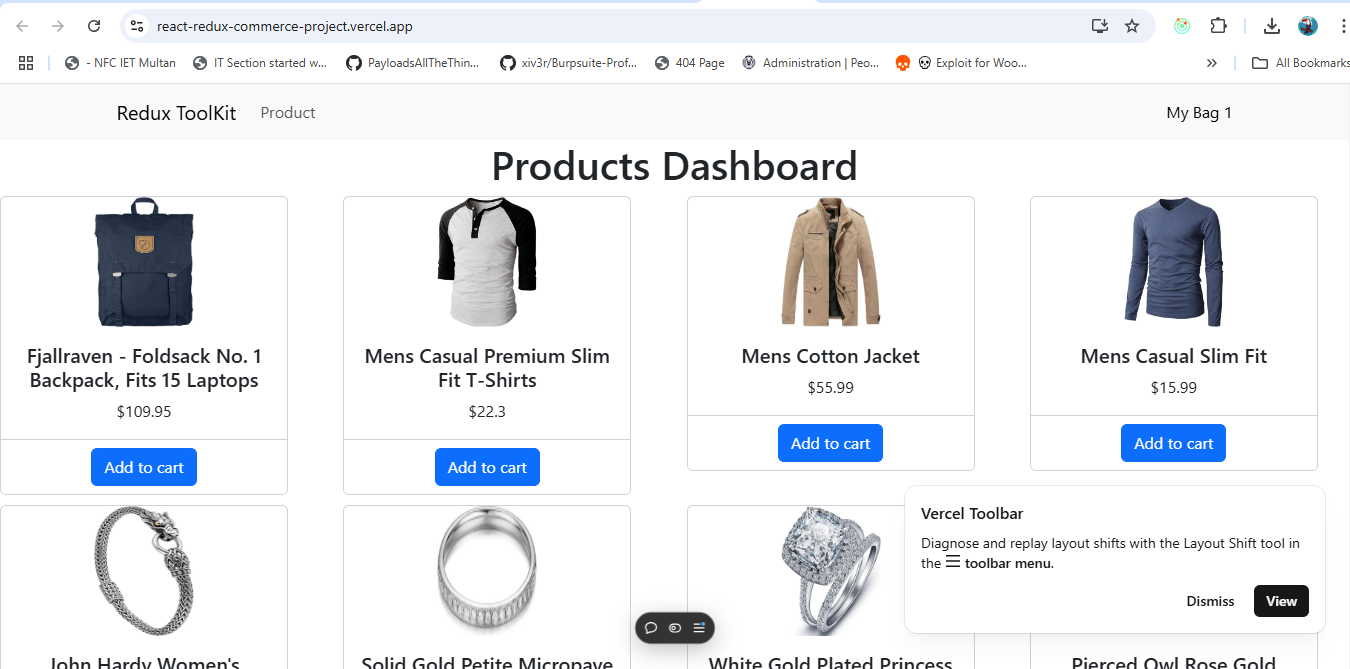 react-redux-commerce-project.vercel.app
- NFC IET Multan
IT Section started w...
PayloadsAllTheThin...
xiv3r/Burpsuite-Prof...
404 Page
Administration | Peo...
Exploit for Woo...
All Bookmarks
Redux ToolKit
Product
My Bag 1
Products Dashboard
Fjallraven - Foldsack No. 1
Backpack, Fits 15 Laptops
$109.95
Add to cart
Mens Casual Premium Slim
Fit T-Shirts
$22.3
Add to cart
Mens Cotton Jacket
$55.99
Add to cart
Mens Casual Slim Fit
$15.99
Add to cart
John Hardy Women's
Solid Gold Petite Micropave
White Gold Plated Princess
Pierced Owl Rose Gold
Vercel Toolbar
Diagnose and replay layout shifts with the Layout Shift tool in
the toolbar menu.
Dismiss
View